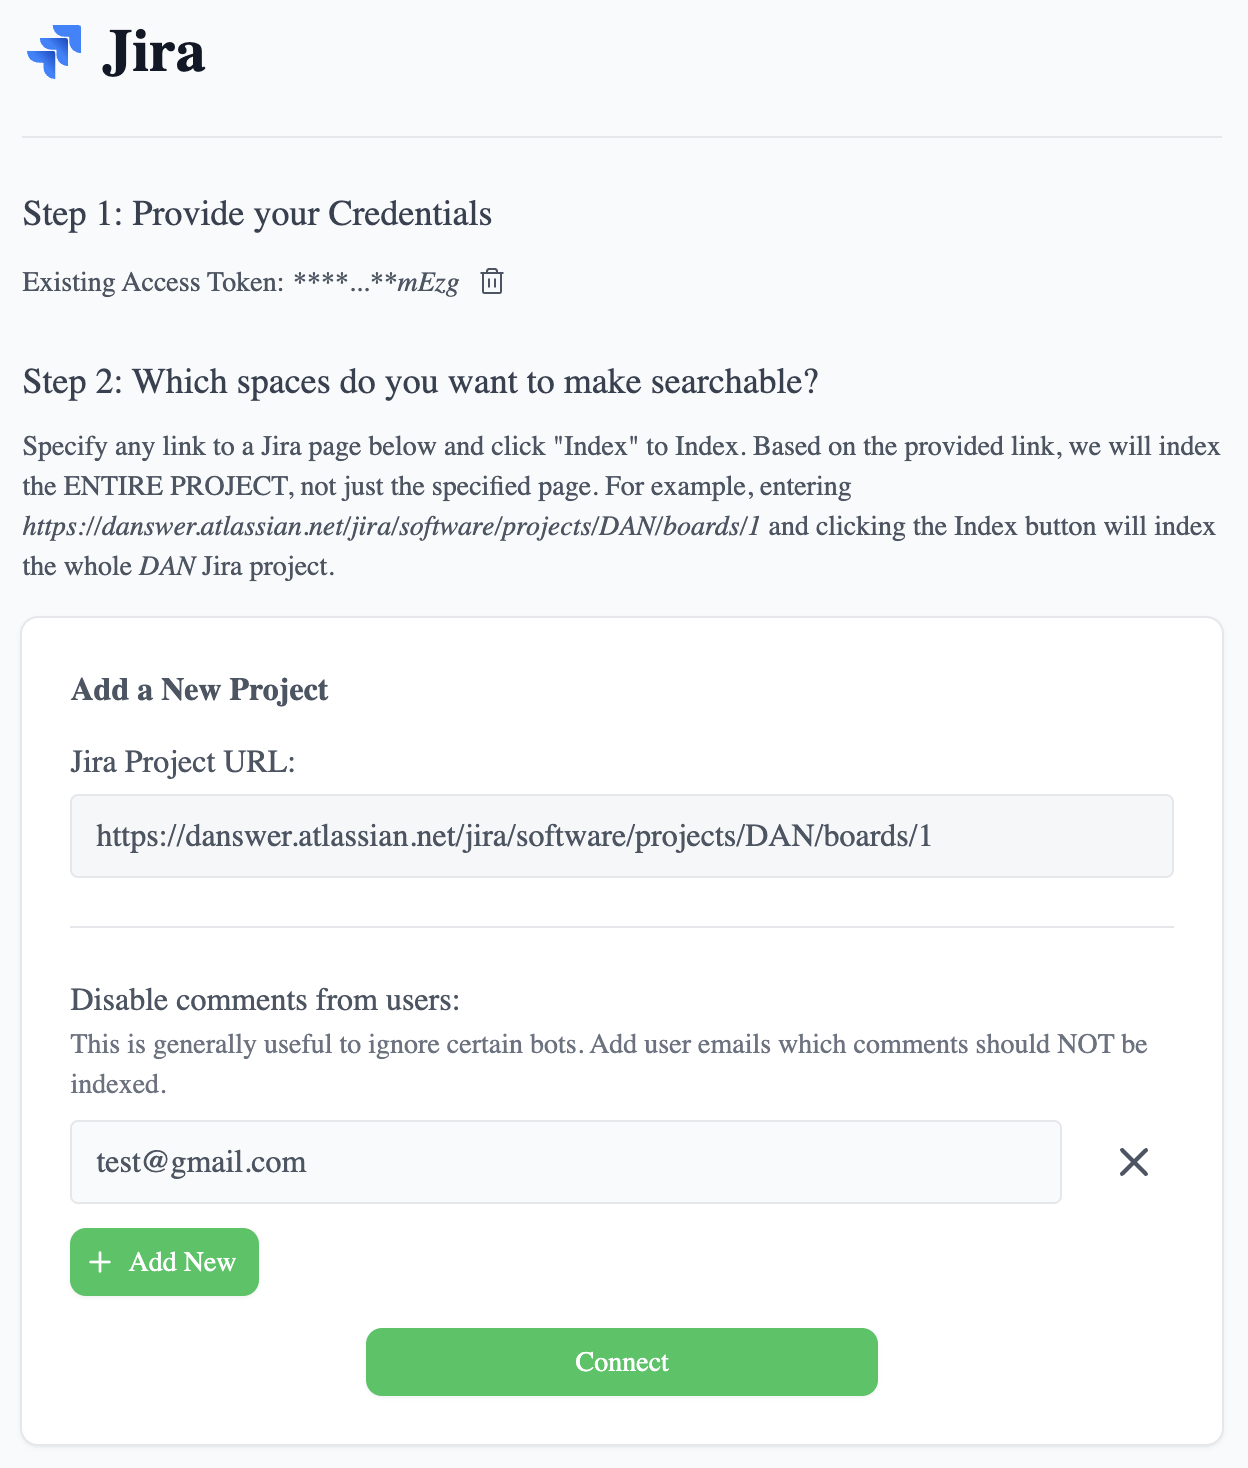 Jira
Step 1: Provide your Credentials
Existing Access Token: ****...**mEzg
Step 2: Which spaces do you want to make searchable?
Specify any link to a Jira page below and click "Index" to Index. Based on the provided link, we will index
the ENTIRE PROJECT, not just the specified page. For example, entering
https://danswer.atlassian.net/jira/software/projects/DAN/boards/1 and clicking the Index button will index
the whole DAN Jira project.
Add a New Project
Jira Project URL:
https://danswer.atlassian.net/jira/software/projects/DAN/boards/1
Disable comments from users:
This is generally useful to ignore certain bots. Add user emails which comments should NOT be
indexed.
test@gmail.com
Add New
Connect